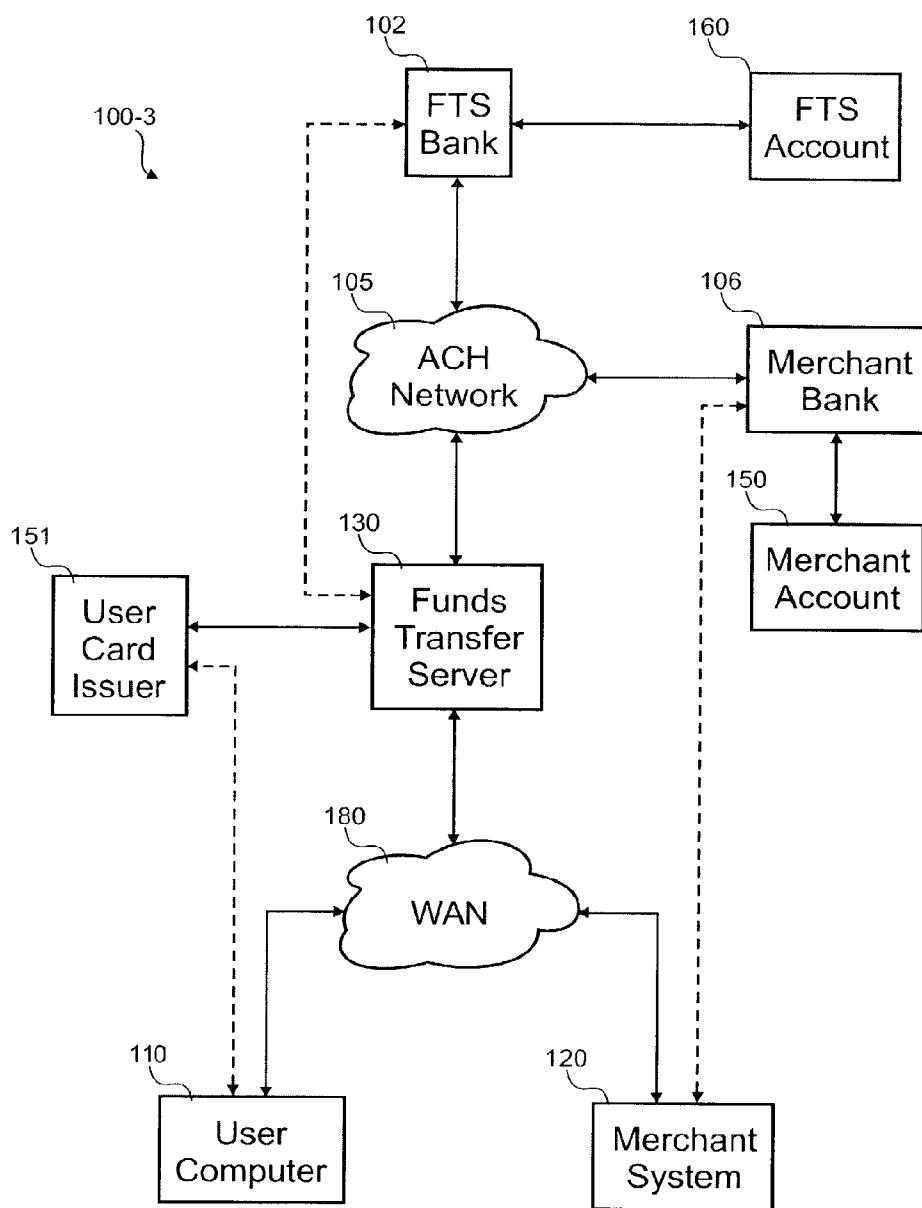 102
160
FTS
Bank
FTS
Account
100-3
105
106
ACH
Network
Merchant
Bank
150
Merchant
Account
151
130
User
Card
Issuer
Funds
Transfer
Server
180
WAN
110
120
User
Computer
Merchant
System